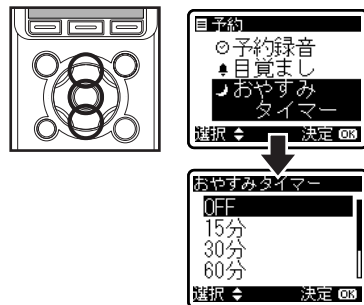 予約
予約録音
目覚まし
おやすみ
タイマー
選択 決定 OK
おやすみタイマー
OFF
15分
30分
60分
選択 決定 OK